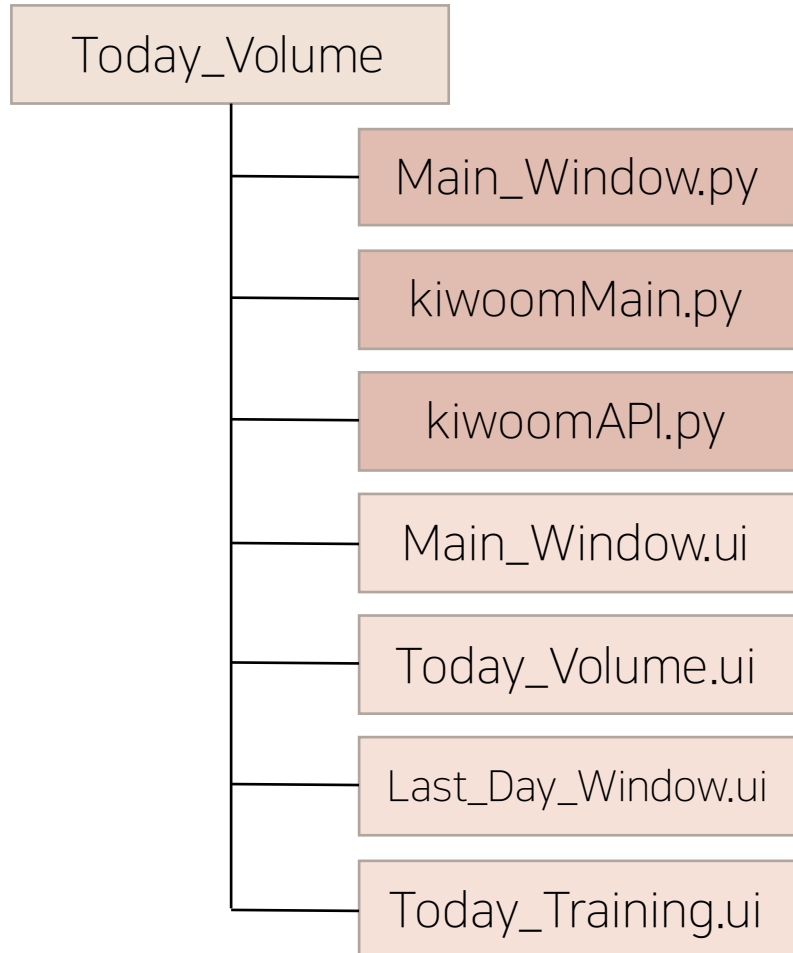 Today_Volume
Main_Window.py
kiwoomMain.py
kiwoomAPI.py
Main_Window.ui
Today_Volume.ui
Last_Day_Window.ui
Today_Training.ui